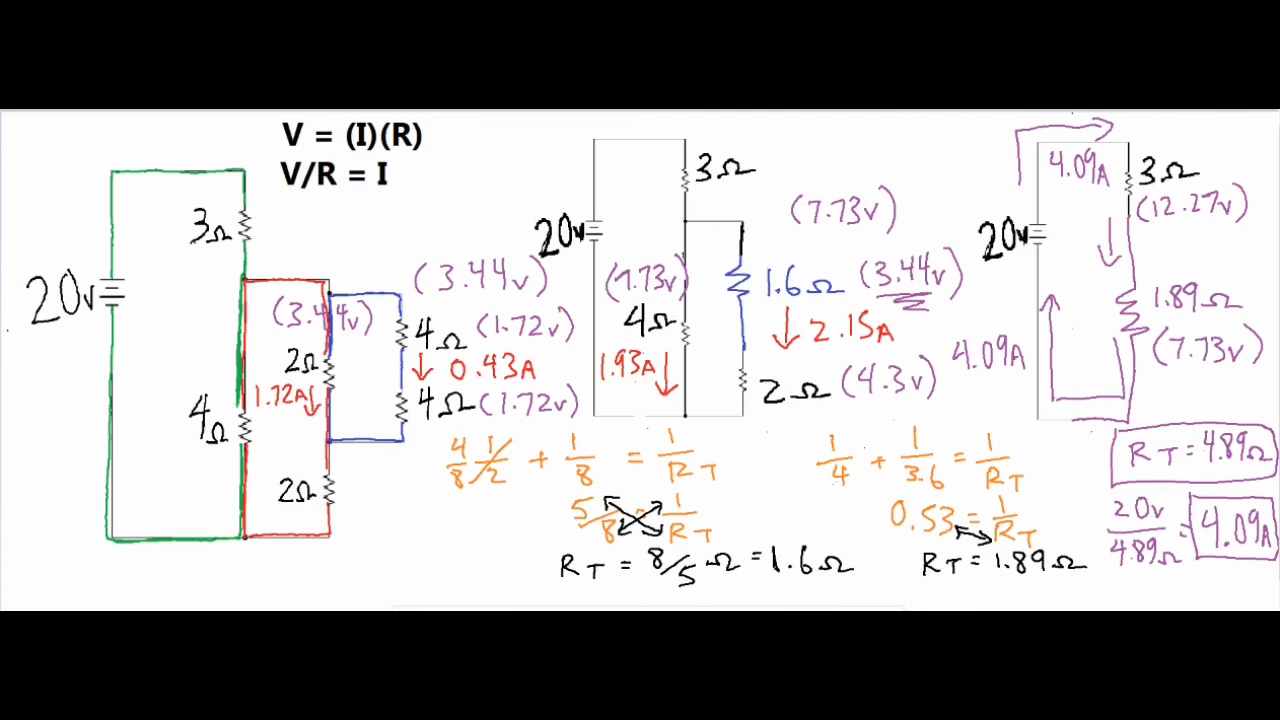 V = (I)(R)
V/R = I
20v
3Ω
4Ω
2Ω
(3.44v)
1.72A
2Ω
(3.44v)
4Ω (1.72v)
0.43A
4Ω (1.72v)
4/8 1/2 + 1/8 = 1/RT
5/8 = 1/RT
RT = 8/5 Ω = 1.6Ω
20v
3Ω
(7.73v)
(7.73v)
4Ω
1.93A
1.6Ω (3.44v)
2.15A
2Ω (4.3v)
1/4 + 1/3.6 = 1/RT
0.53 = 1/RT
RT = 1.89Ω
4.09A
20v
3Ω
(12.27v)
1.89Ω
(7.73v)
4.09A
RT = 4.89Ω
20v/4.89Ω = 4.09A